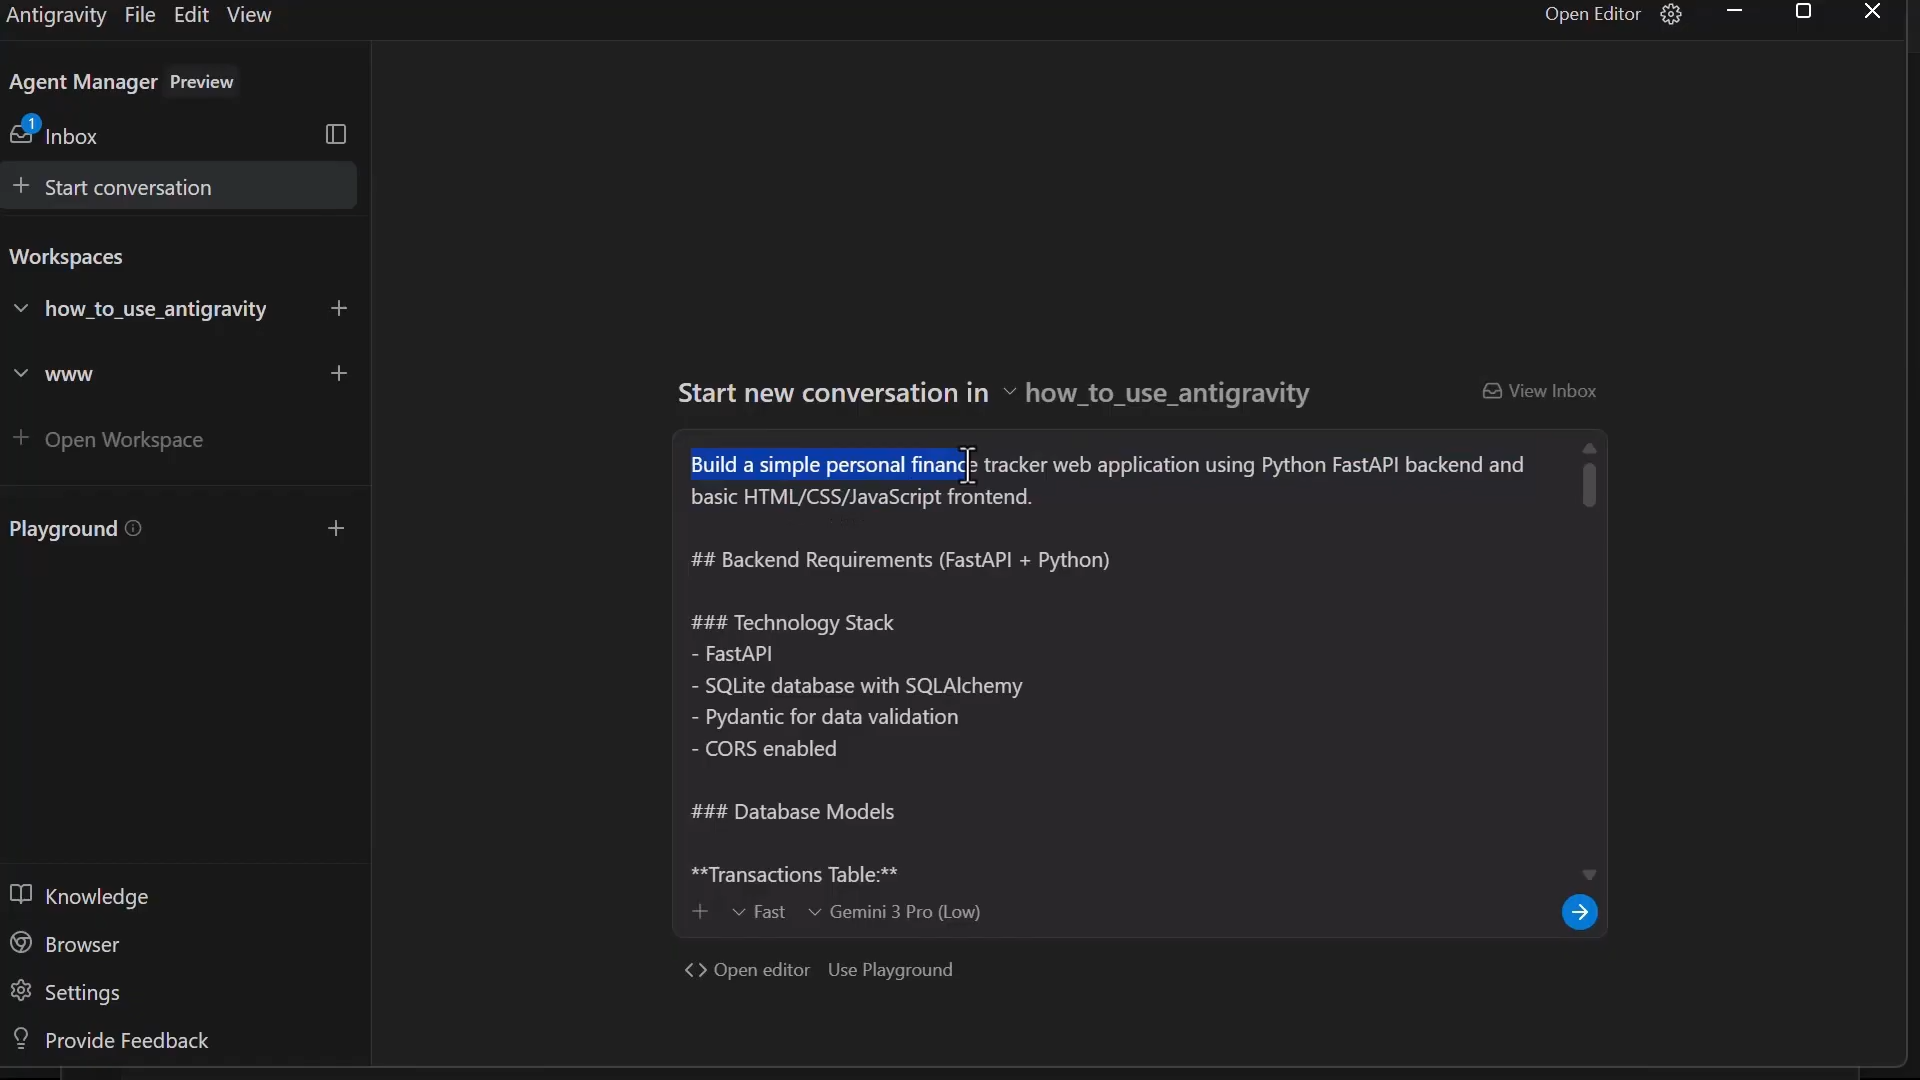 Antigravity File Edit View Open Editor
Agent Manager Preview
1
Inbox
Start conversation
Workspaces
how_to_use_antigravity
www
Open Workspace
Playground
Knowledge
Browser
Settings
Provide Feedback
Start new conversation in how_to_use_antigravity View Inbox
Build a simple personal finance tracker web application using Python FastAPI backend and
basic HTML/CSS/JavaScript frontend.
## Backend Requirements (FastAPI + Python)
### Technology Stack
- FastAPI
- SQLite database with SQLAlchemy
- Pydantic for data validation
- CORS enabled
### Database Models
**Transactions Table:**
Fast Gemini 3 Pro (Low)
Open editor Use Playground